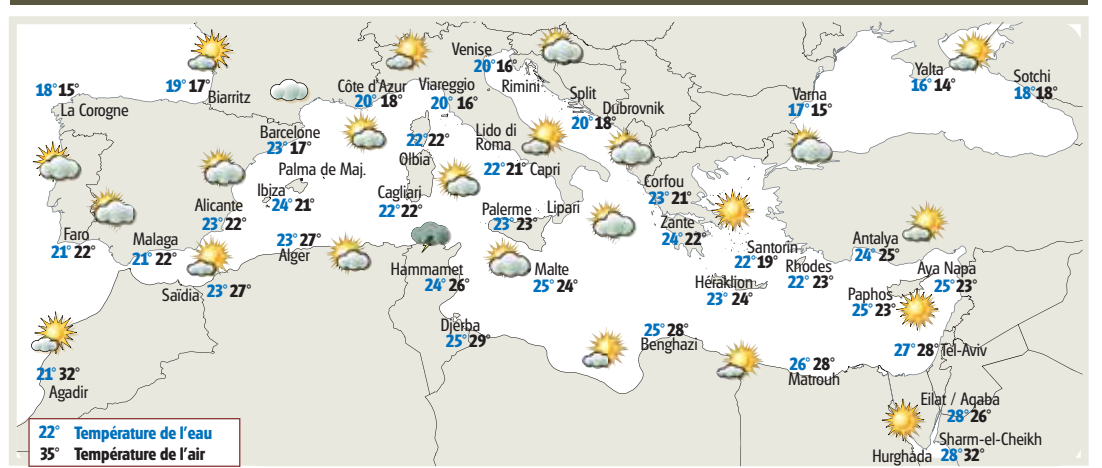 Venise
20° 16°
Rimini
Yalta
16° 14°
Sotchi
18° 18°
18° 15°
La Corogne
19° 17°
Biarritz
Côte d'Azur
20° 18°
Viareggio
20° 16°
Split
20° 18°
Dubrovnik
Varna
17° 15°
Barcelone
23° 17°
22° 22°
Olbia
Lido di
Roma
22° 21°
Capri
Palma de Maj.
Ibiza
24° 21°
Cagliari
22° 22°
Corfou
23° 21°
Alicante
23° 22°
Palerme
23° 23°
Lipari
Zante
24° 22°
Faro
21° 22°
Malaga
21° 22°
23° 27°
Alger
Santorin
22° 19°
Antalya
24° 25°
Hammamet
24° 26°
Malte
25° 24°
Rhodes
22° 23°
Aya Napa
25° 23°
Saïdia
23° 27°
Héraklion
23° 24°
Paphos
25° 23°
Djerba
25° 29°
25° 28°
Benghazi
27° 28°
Tel-Aviv
21° 32°
Agadir
26° 28°
Matrouh
Eilat / Aqaba
28° 26°
Hurghada
Sharm-el-Cheikh
28° 32°
22° Température de l'eau
35° Température de l'air